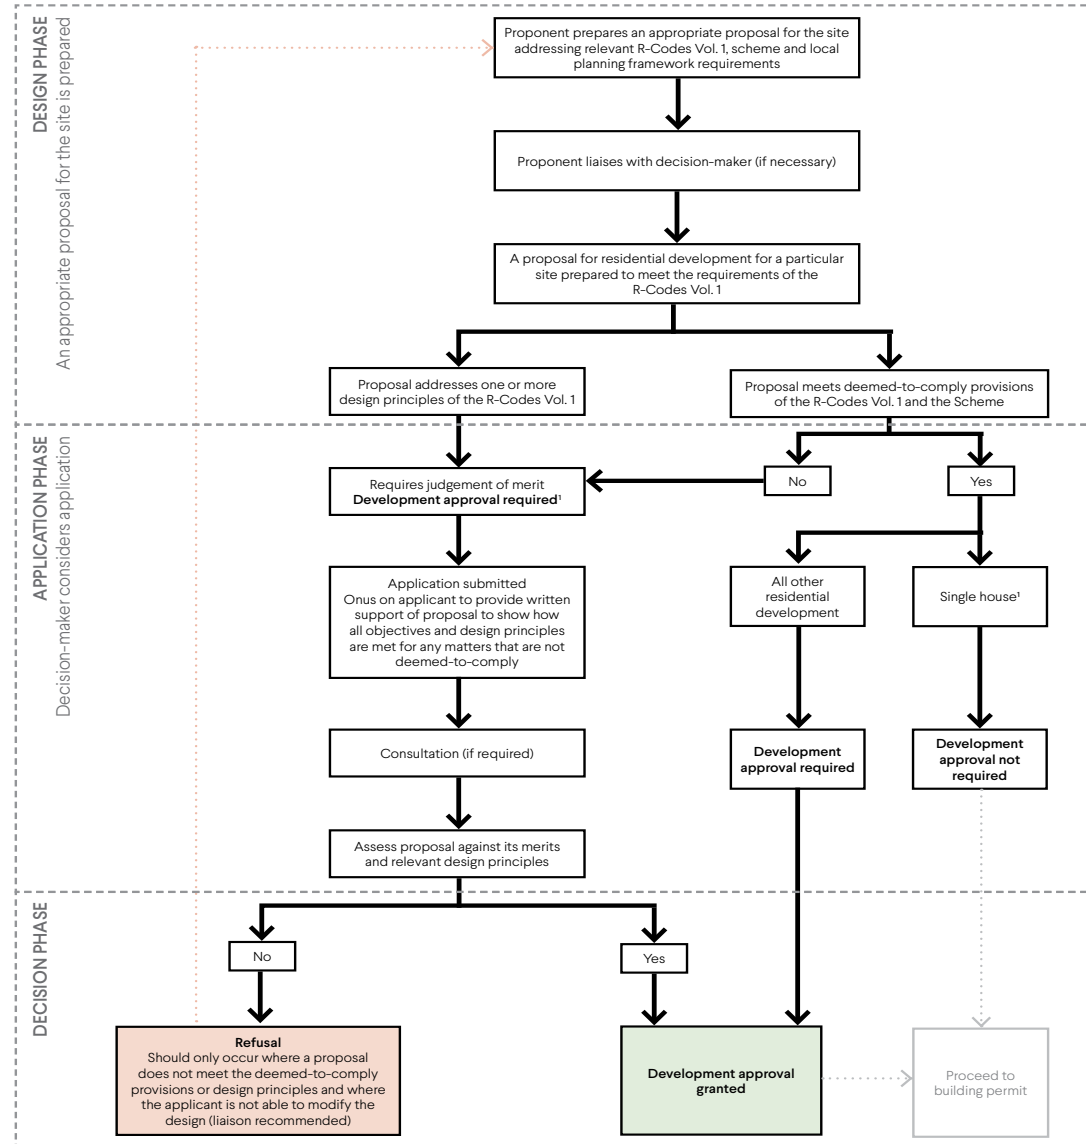 DESIGN PHASE
An appropriate proposal for the site is prepared
Proponent prepares an appropriate proposal for the site
addressing relevant R-Codes Vol. 1, scheme and local
planning framework requirements
Proponent liaises with decision-maker (if necessary)
A proposal for residential development for a particular
site prepared to meet the requirements of the
R-Codes Vol. 1
Proposal addresses one or more
design principles of the R-Codes Vol. 1
Proposal meets deemed-to-comply provisions
of the R-Codes Vol. 1 and the Scheme
APPLICATION PHASE
Decision-maker considers application
Requires judgement of merit
Development approval required¹
No
Yes
Application submitted
Onus on applicant to provide written
support of proposal to show how
all objectives and design principles
are met for any matters that are not
deemed-to-comply
All other
residential
development
Single house¹
Consultation (if required)
Development
approval required
Development
approval not
required
Assess proposal against its merits
and relevant design principles
DECISION PHASE
No
Yes
Refusal
Should only occur where a proposal
does not meet the deemed-to-comply
provisions or design principles and where
the applicant is not able to modify the
design (liaison recommended)
Development approval
granted
Proceed to
building permit